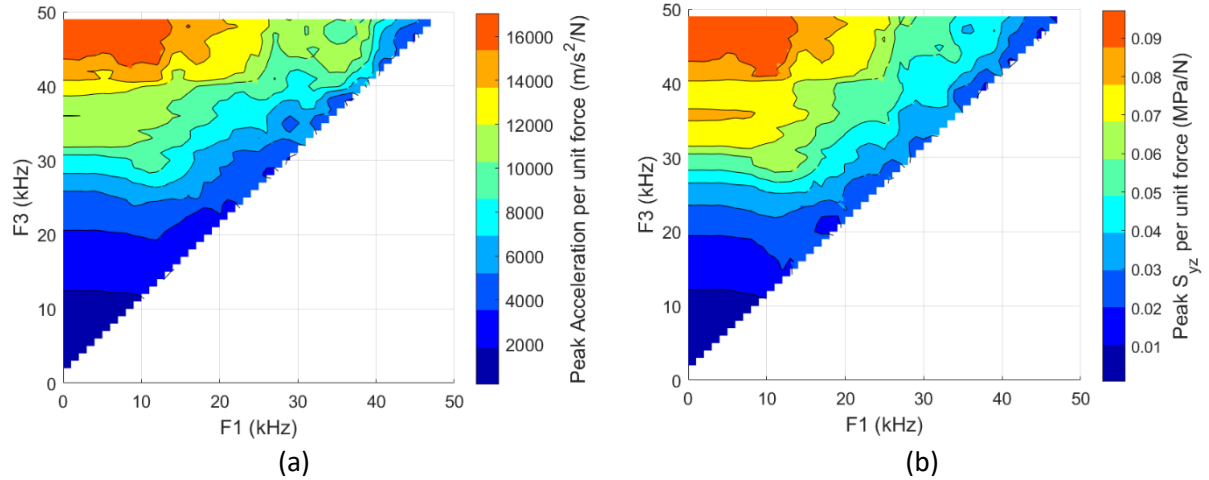 50
40
30
20
10
0
F3 (kHz)
0 10 20 30 40 50
F1 (kHz)
16000
14000
12000
10000
8000
6000
4000
2000
Peak Acceleration per unit force (m/s²/N)
(a)
50
40
30
20
10
0
F3 (kHz)
0 10 20 30 40 50
F1 (kHz)
0.09
0.08
0.07
0.06
0.05
0.04
0.03
0.02
0.01
Peak S_yz per unit force (MPa/N)
(b)